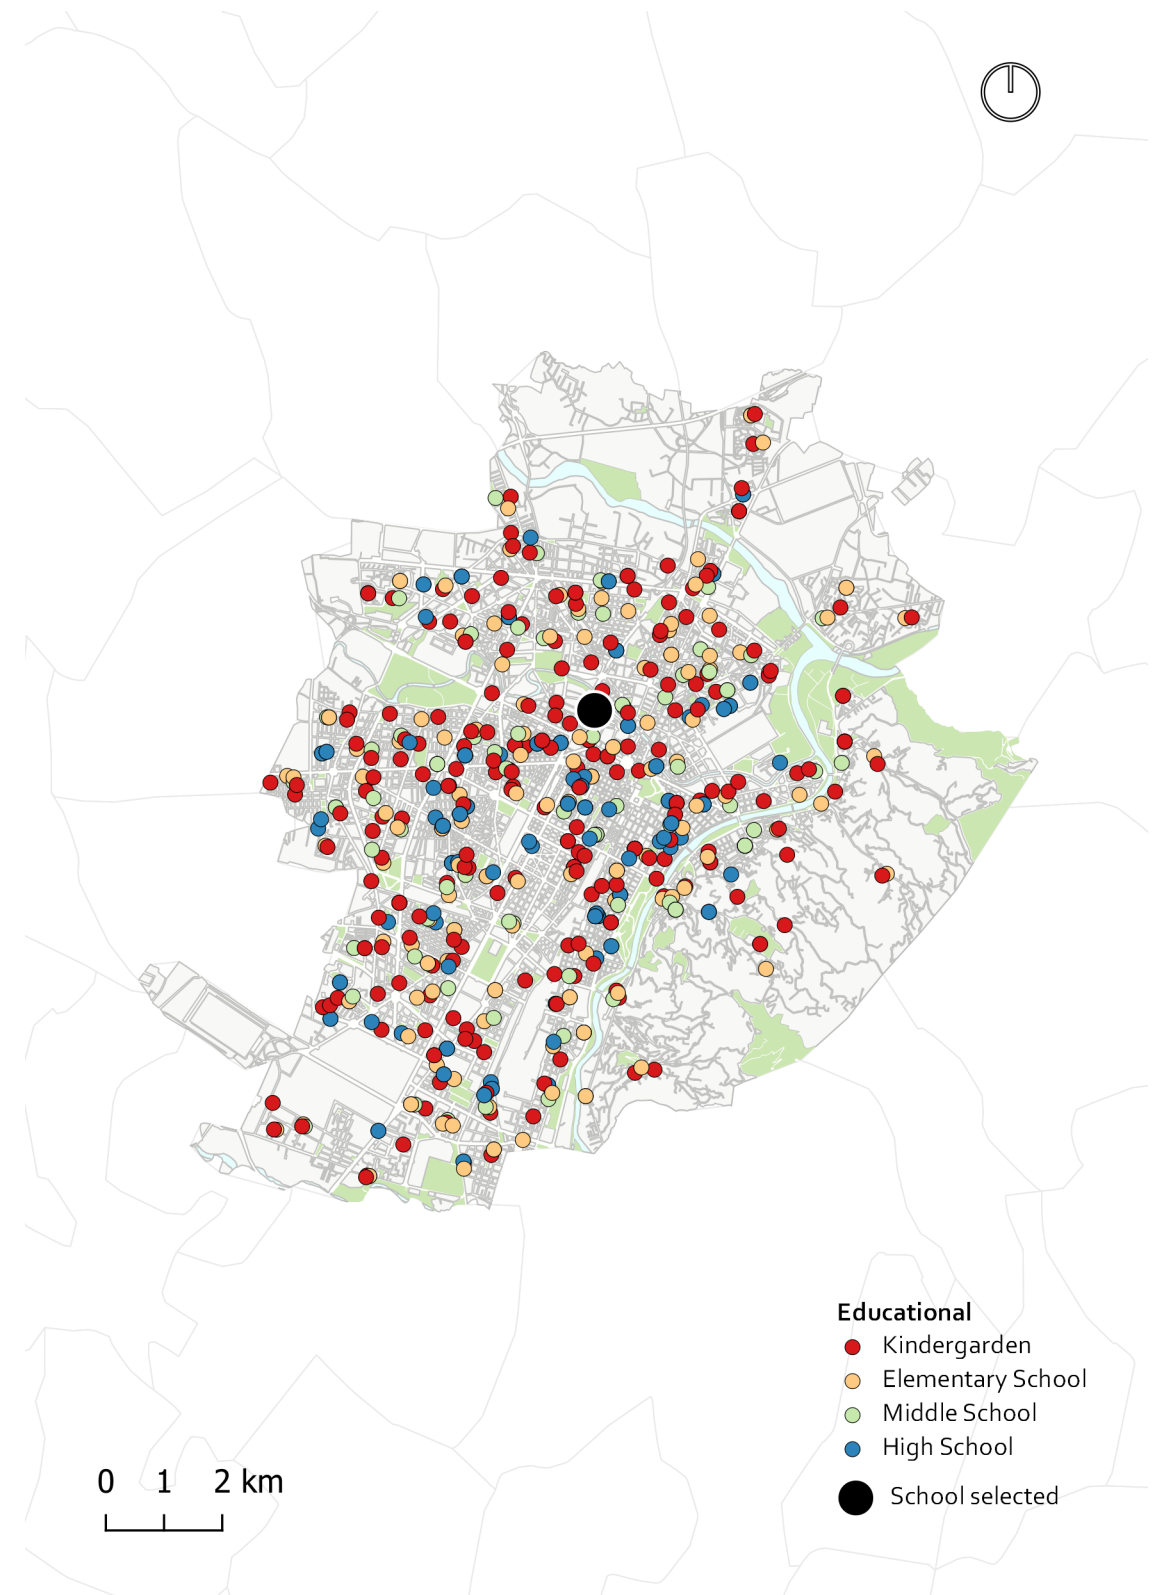 Educational
Kindergarden
Elementary School
Middle School
High School
School selected
0 1 2 km